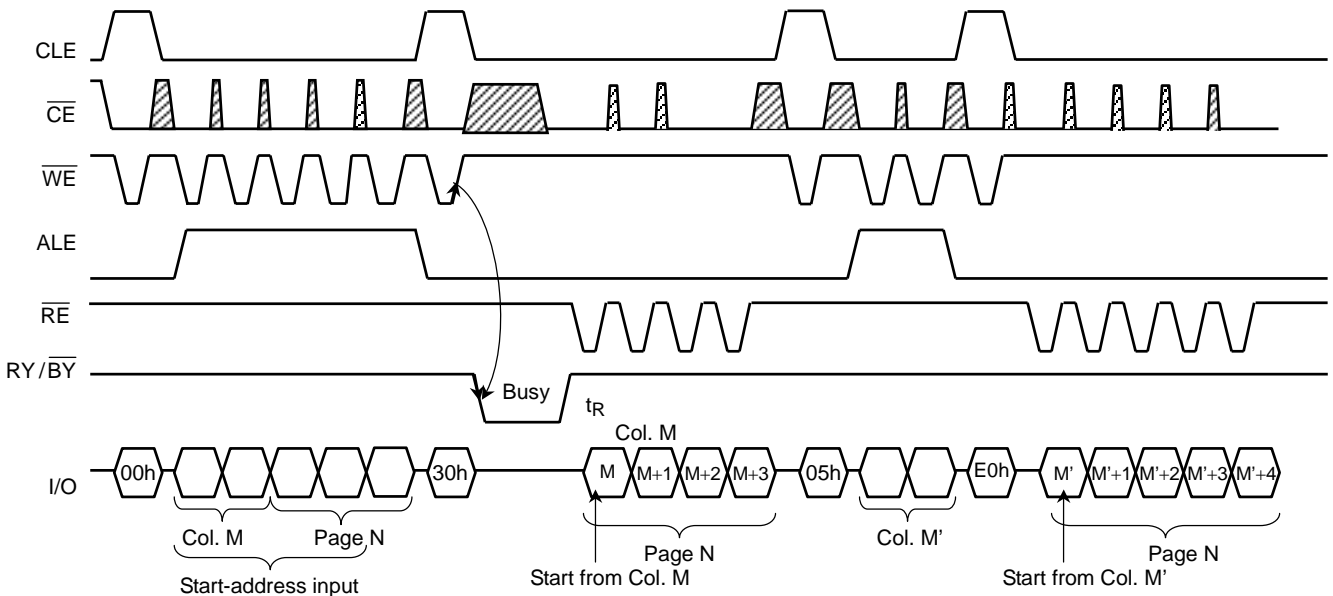 CLE
CE
WE
ALE
RE
RY/BY
Busy
tR
Col. M
I/O
00h
30h
M
M+1
M+2
M+3
05h
E0h
M'
M'+1
M'+2
M'+3
M'+4
Col. M
Page N
Start-address input
Page N
Start from Col. M
Col. M'
Page N
Start from Col. M'